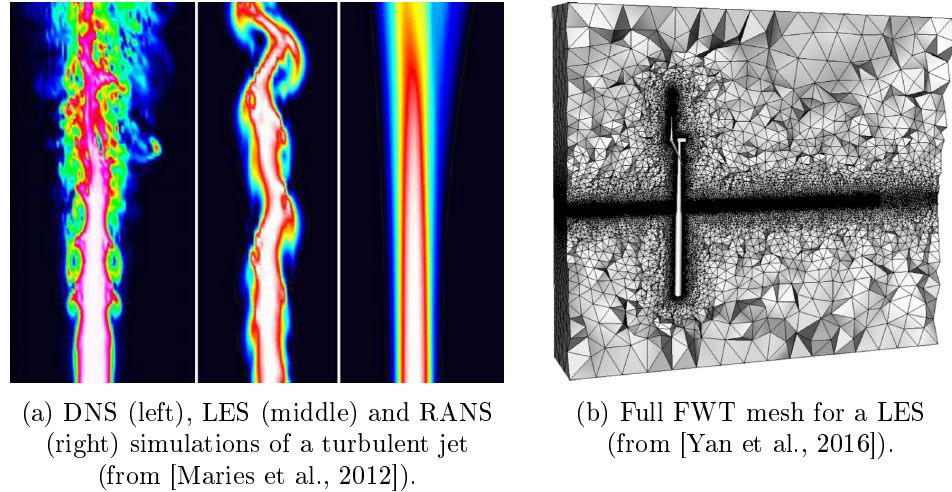 (a) DNS (left), LES (middle) and RANS
(right) simulations of a turbulent jet
(from [Maries et al., 2012]).
(b) Full FWT mesh for a LES
(from [Yan et al., 2016]).